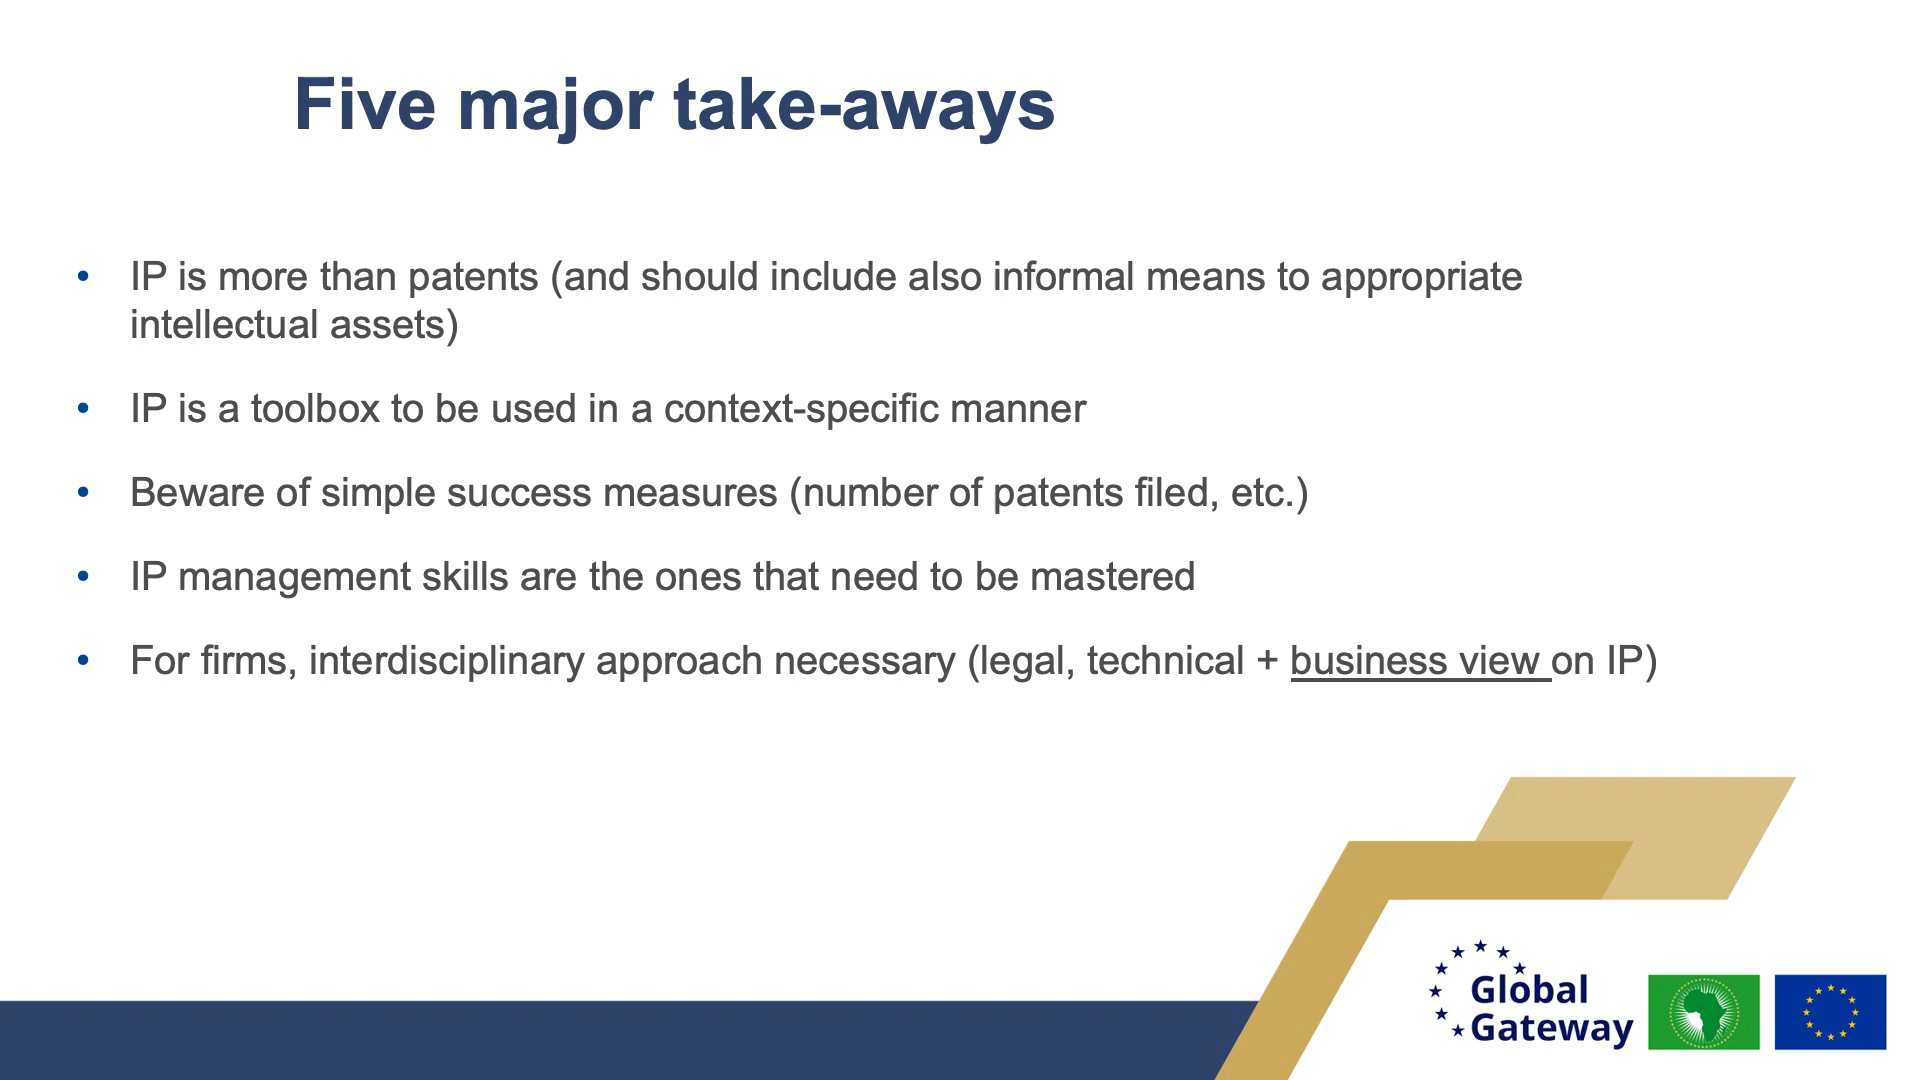 Five major take-aways
• IP is more than patents (and should include also informal means to appropriate
intellectual assets)
• IP is a toolbox to be used in a context-specific manner
• Beware of simple success measures (number of patents filed, etc.)
• IP management skills are the ones that need to be mastered
• For firms, interdisciplinary approach necessary (legal, technical + business view on IP)
Global
Gateway